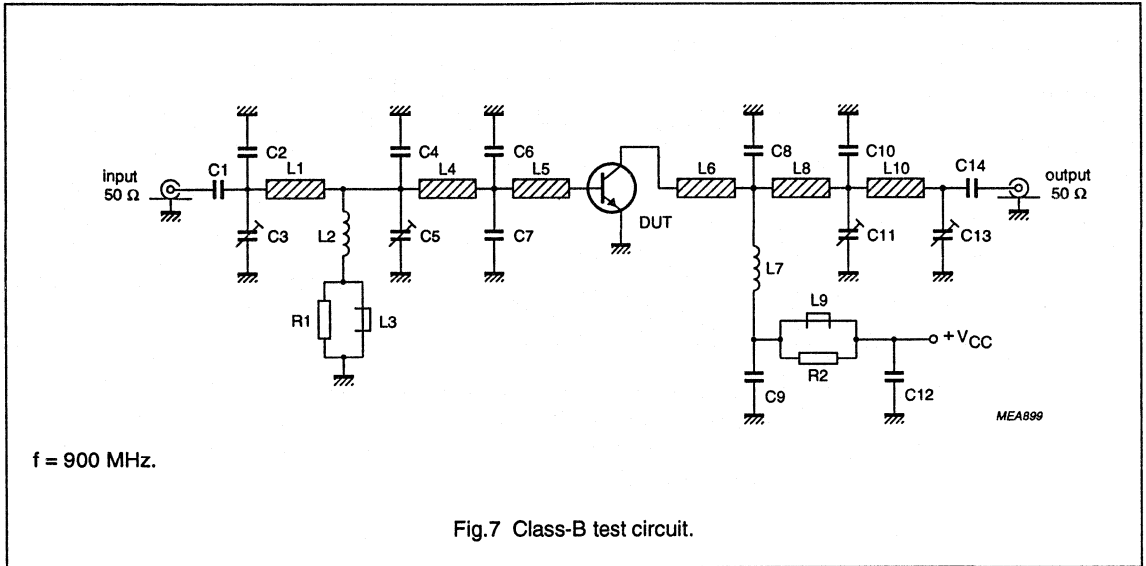 C2
C4
C6
C8
C10
input
50 Ω
C1
L1
L4
L5
L6
L8
L10
C14
output
50 Ω
DUT
C3
L2
C5
C7
C11
C13
L7
R1
L3
L9
+VCC
R2
C9
C12
MEA899
f = 900 MHz.
Fig.7 Class-B test circuit.